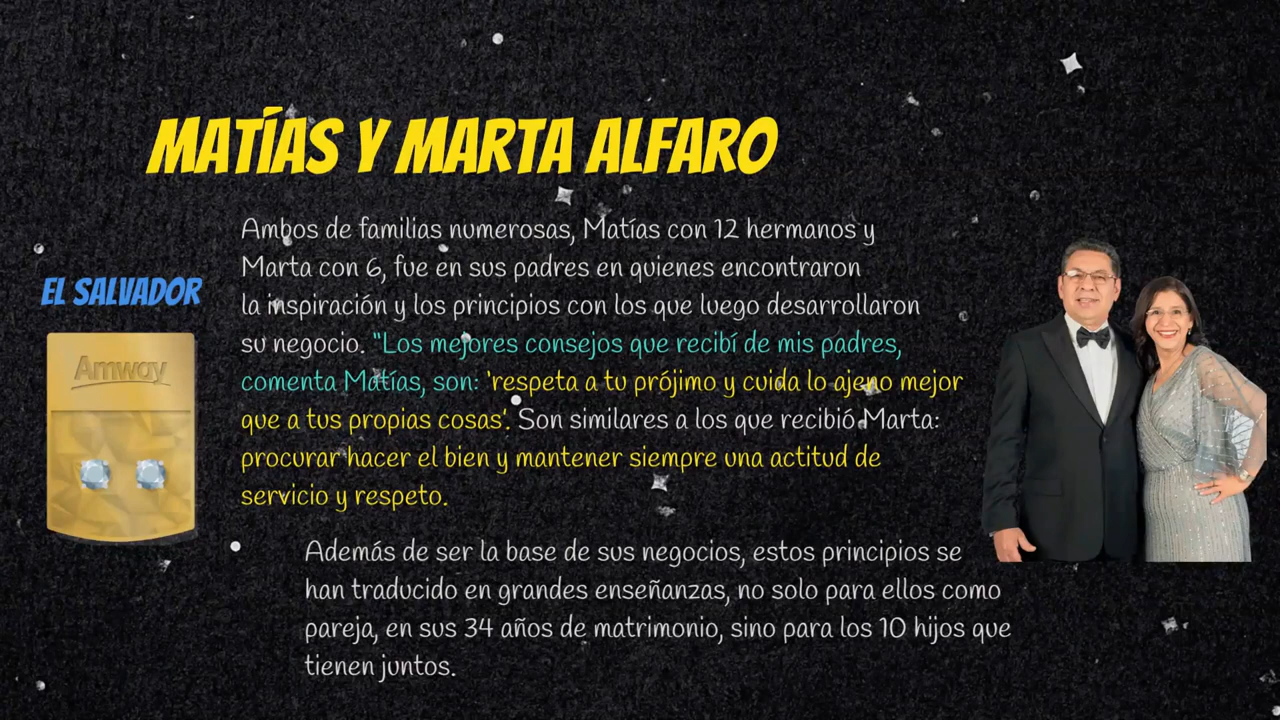 MATÍAS Y MARTA ALFARO
Ambos de familias numerosas, Matías con 12 hermanos y
Marta con 6, fue en sus padres en quienes encontraron
la inspiración y los principios con los que luego desarrollaron
su negocio. "Los mejores consejos que recibí de mis padres,
comenta Matías, son: 'respeta a tu prójimo y cuida lo ajeno mejor
que a tus propias cosas'. Son similares a los que recibió Marta:
procurar hacer el bien y mantener siempre una actitud de
servicio y respeto.
EL SALVADOR
Amway
Además de ser la base de sus negocios, estos principios se
han traducido en grandes enseñanzas, no solo para ellos como
pareja, en sus 34 años de matrimonio, sino para los 10 hijos que
tienen juntos.